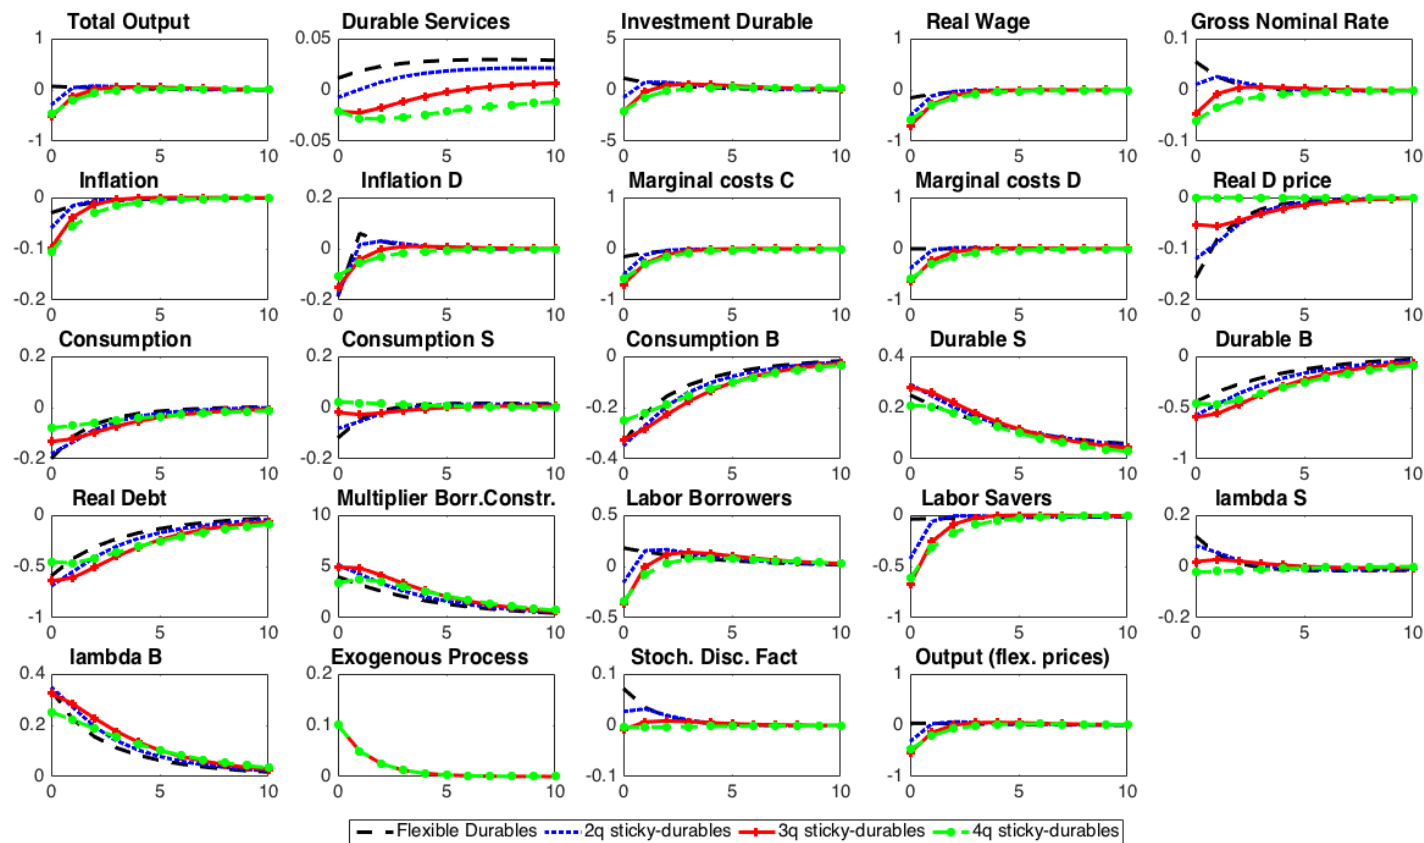 Total Output
Durable Services
Investment Durable
Real Wage
Gross Nominal Rate
1
0
-1
0 5 10
0.05
0
-0.05
0 5 10
5
0
-5
0 5 10
1
0
-1
0 5 10
0.1
0
-0.1
0 5 10
Inflation
Inflation D
Marginal costs C
Marginal costs D
Real D price
0
-0.1
-0.2
0 5 10
0.2
0
-0.2
0 5 10
1
0
-1
0 5 10
1
0
-1
0 5 10
0
-0.1
-0.2
0 5 10
Consumption
Consumption S
Consumption B
Durable S
Durable B
0.2
0
-0.2
0 5 10
0.2
0
-0.2
0 5 10
0
-0.2
-0.4
0 5 10
0.4
0.2
0
0 5 10
0
-0.5
-1
0 5 10
Real Debt
Multiplier Borr.Constr.
Labor Borrowers
Labor Savers
lambda S
0
-0.5
-1
0 5 10
10
5
0
0 5 10
0.5
0
-0.5
0 5 10
0
-0.5
-1
0 5 10
0.2
0
-0.2
0 5 10
lambda B
Exogenous Process
Stoch. Disc. Fact
Output (flex. prices)
0.4
0.2
0
0 5 10
0.2
0.1
0
0 5 10
0.1
0
-0.1
0 5 10
1
0
-1
0 5 10
Flexible Durables 2q sticky-durables 3q sticky-durables 4q sticky-durables